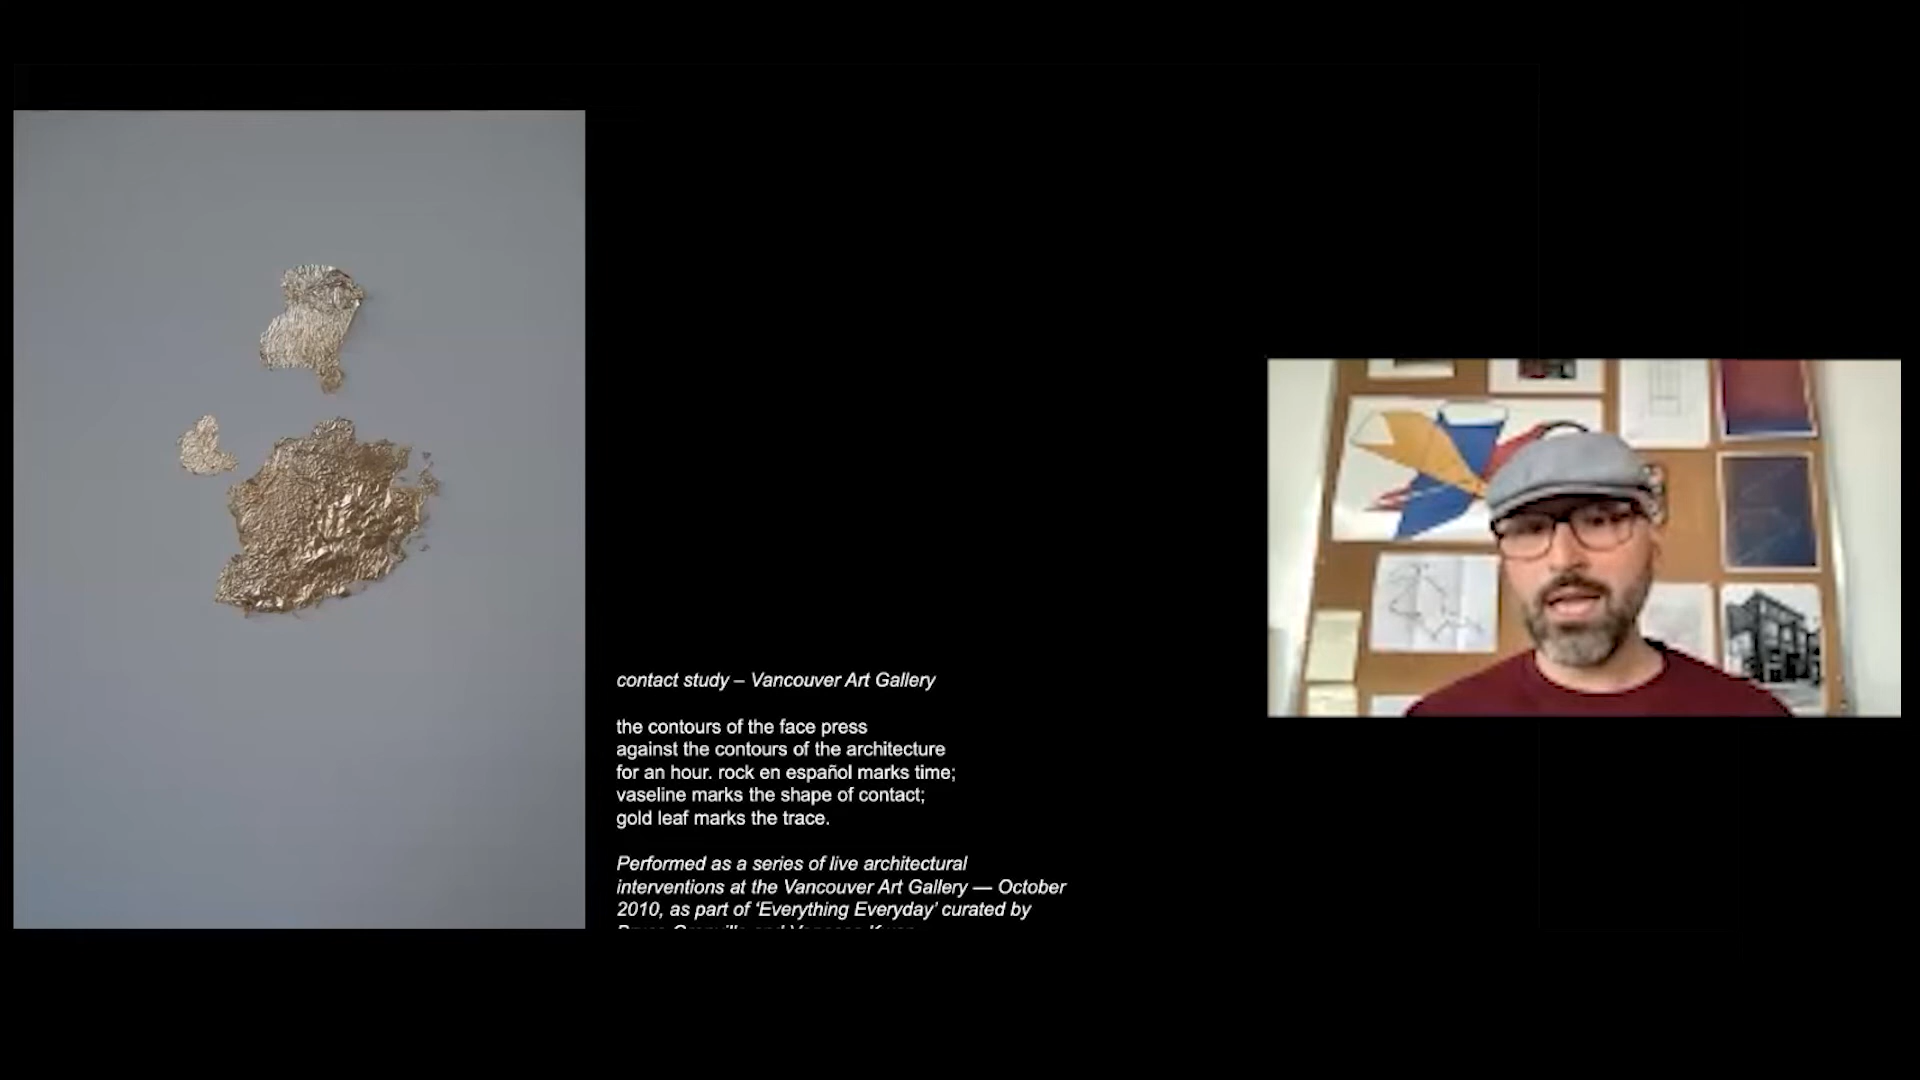 contact study – Vancouver Art Gallery
the contours of the face press
against the contours of the architecture
for an hour. rock en español marks time;
vaseline marks the shape of contact;
gold leaf marks the trace.
Performed as a series of live architectural
interventions at the Vancouver Art Gallery — October
2010, as part of ‘Everything Everyday’ curated by